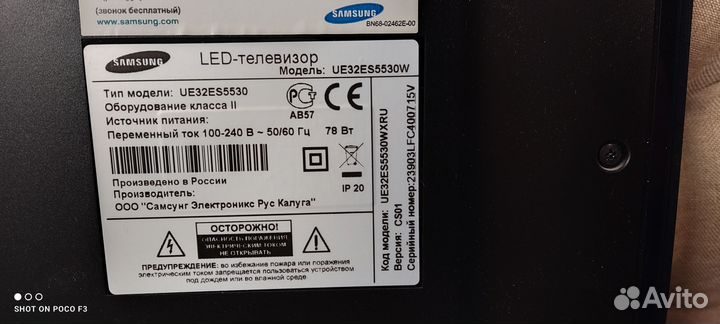 (звонок бесплатный)
www.samsung.com
SAMSUNG
BN68-02462E-00
SAMSUNG
LED-телевизор
Модель: UE32ES5530W
Тип модели: UE32ES5530
Оборудование класса II
Источник питания:
Переменный ток 100-240 В ~ 50/60 Гц 78 Вт
АВ57
CE
Произведено в России
Производитель:
ООО "Самсунг Электроникс Рус Калуга"
IP 20
ОСТОРОЖНО!
ОПАСНОСТЬ ПОРАЖЕНИЯ
ЭЛЕКТРИЧЕСКИМ ТОКОМ
НЕ ОТКРЫВАТЬ
ПРЕДУПРЕЖДЕНИЕ: во избежание пожара или поражения
электрическим током запрещается пользоваться устройством
под дождем или во влажной среде
Код модели: UE32ES5530WXRU
Версия: CS01
Серийный номер:23903LFC400715V
SHOT ON POCO F3
Avito